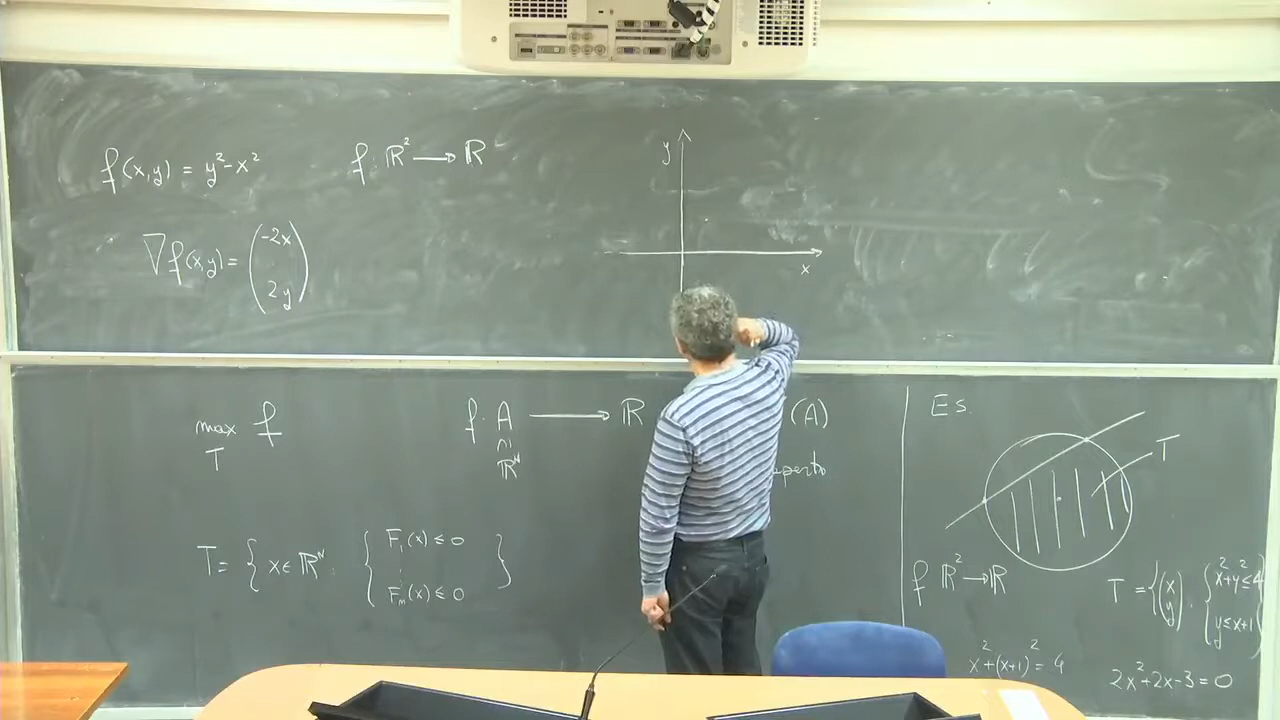 f(x,y) = y²-x²
f: ℝ² → ℝ
y
x
∇f(x,y) = (-2x
2y)
max f
T
f: A → ℝ
∩
ℝᴺ
(A)
T = { x∈ℝᴺ : { F₁(x) ≤ 0
⋮
Fₘ(x) ≤ 0 }
Es.
T
f: ℝ² → ℝ
T = {(x
y) : { x²+y² ≤ 4
y ≤ x+1 }
x²+(x+1)² = 4
2x²+2x-3=0